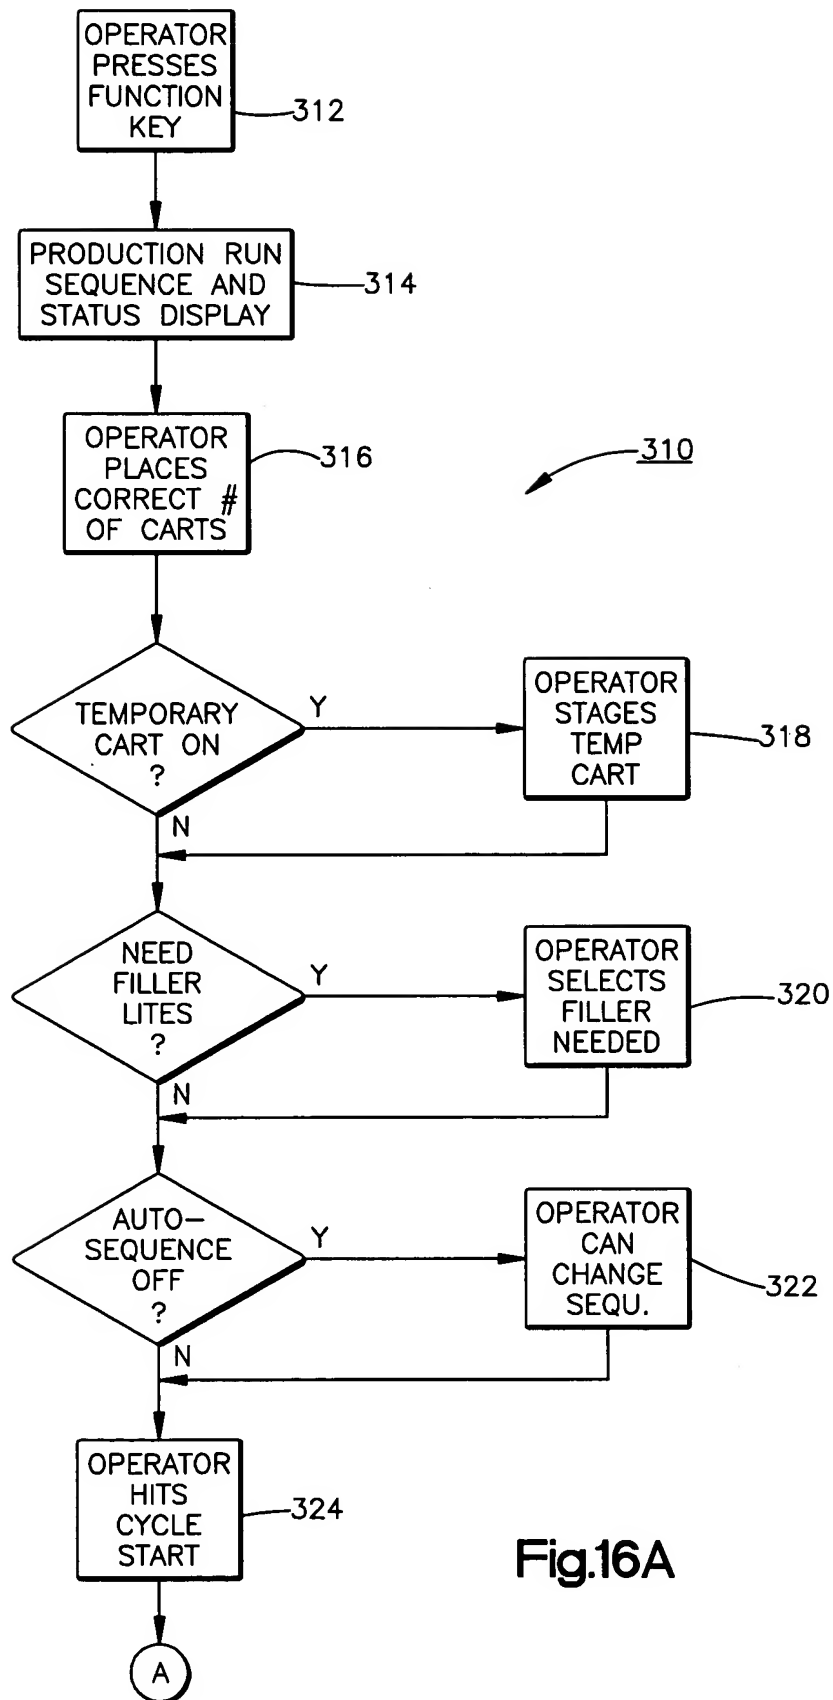 OPERATOR
PRESSES
FUNCTION
KEY
312
PRODUCTION RUN
SEQUENCE AND
STATUS DISPLAY
314
OPERATOR
PLACES
CORRECT #
OF CARTS
316
310
TEMPORARY
CART ON
?
Y
N
OPERATOR
STAGES
TEMP
CART
318
NEED
FILLER
LITES
?
Y
N
OPERATOR
SELECTS
FILLER
NEEDED
320
AUTO-
SEQUENCE
OFF
?
Y
N
OPERATOR
CAN
CHANGE
SEQU.
322
OPERATOR
HITS
CYCLE
START
324
Fig.16A
A